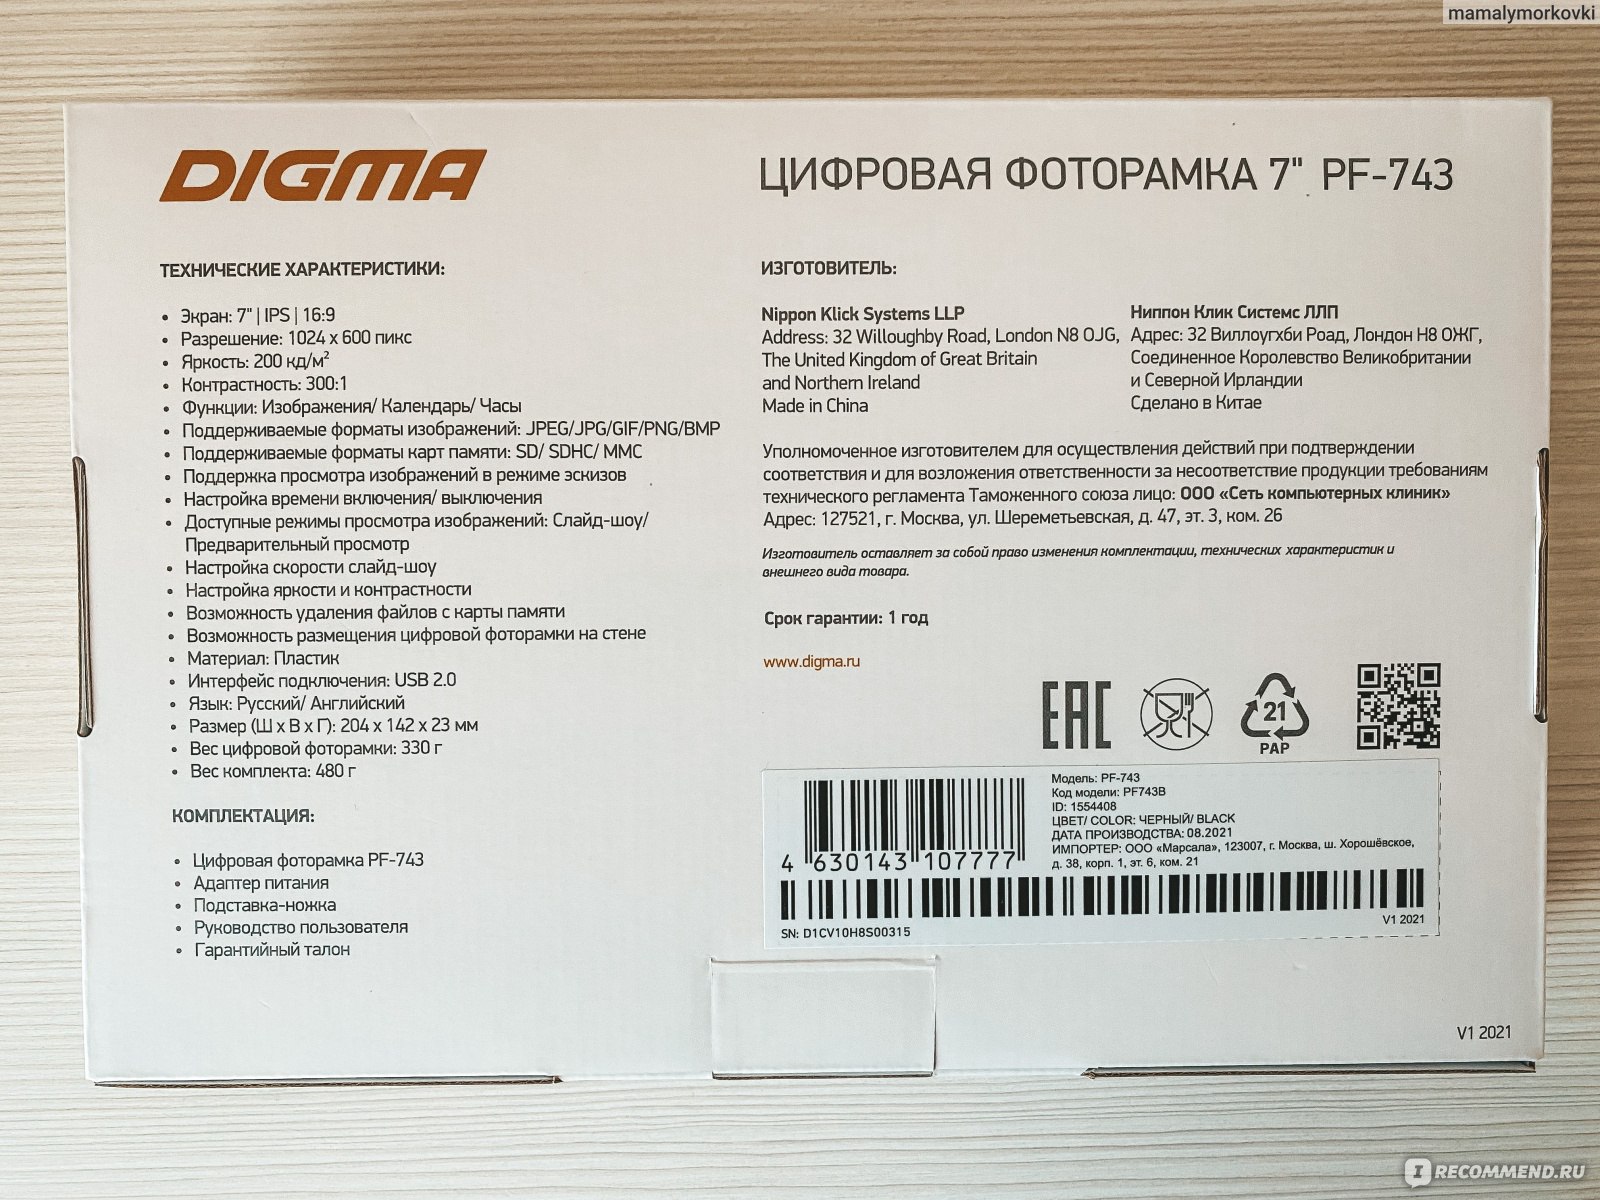 mamalymorkovki
DIGMA
ЦИФРОВАЯ ФОТОРАМКА 7" PF-743
ТЕХНИЧЕСКИЕ ХАРАКТЕРИСТИКИ:
• Экран: 7" | IPS | 16:9
• Разрешение: 1024 x 600 пикс
• Яркость: 200 кд/м²
• Контрастность: 300:1
• Функции: Изображения/ Календарь/ Часы
• Поддерживаемые форматы изображений: JPEG/JPG/GIF/PNG/BMP
• Поддерживаемые форматы карт памяти: SD/ SDHC/ MMC
• Поддержка просмотра изображений в режиме эскизов
• Настройка времени включения/ выключения
• Доступные режимы просмотра изображений: Слайд-шоу/
Предварительный просмотр
• Настройка скорости слайд-шоу
• Настройка яркости и контрастности
• Возможность удаления файлов с карты памяти
• Возможность размещения цифровой фоторамки на стене
• Материал: Пластик
• Интерфейс подключения: USB 2.0
• Язык: Русский/ Английский
• Размер (Ш x В x Г): 204 x 142 x 23 мм
• Вес цифровой фоторамки: 330 г
• Вес комплекта: 480 г
КОМПЛЕКТАЦИЯ:
• Цифровая фоторамка PF-743
• Адаптер питания
• Подставка-ножка
• Руководство пользователя
• Гарантийный талон
ИЗГОТОВИТЕЛЬ:
Nippon Klick Systems LLP
Address: 32 Willoughby Road, London N8 OJG,
The United Kingdom of Great Britain
and Northern Ireland
Made in China
Ниппон Клик Системс ЛЛП
Адрес: 32 Виллоугхби Роад, Лондон Н8 ОЖГ,
Соединенное Королевство Великобритании
и Северной Ирландии
Сделано в Китае
Уполномоченное изготовителем для осуществления действий при подтверждении
соответствия и для возложения ответственности за несоответствие продукции требованиям
технического регламента Таможенного союза лицо: ООО «Сеть компьютерных клиник»
Адрес: 127521, г. Москва, ул. Шереметьевская, д. 47, эт. 3, ком. 26
Изготовитель оставляет за собой право изменения комплектации, технических характеристик и
внешнего вида товара.
Срок гарантии: 1 год
www.digma.ru
EAC
21
PAP
4 630143 107777
Модель: PF-743
Код модели: PF743B
ID: 1554408
ЦВЕТ/ COLOR: ЧЕРНЫЙ/ BLACK
ДАТА ПРОИЗВОДСТВА: 08.2021
ИМПОРТЕР: ООО «Марсала», 123007, г. Москва, ш. Хорошёвское,
д. 38, корп. 1, эт. 6, ком. 21
SN: D1CV10H8S00315
V1 2021
V1 2021
I RECOMMEND.RU